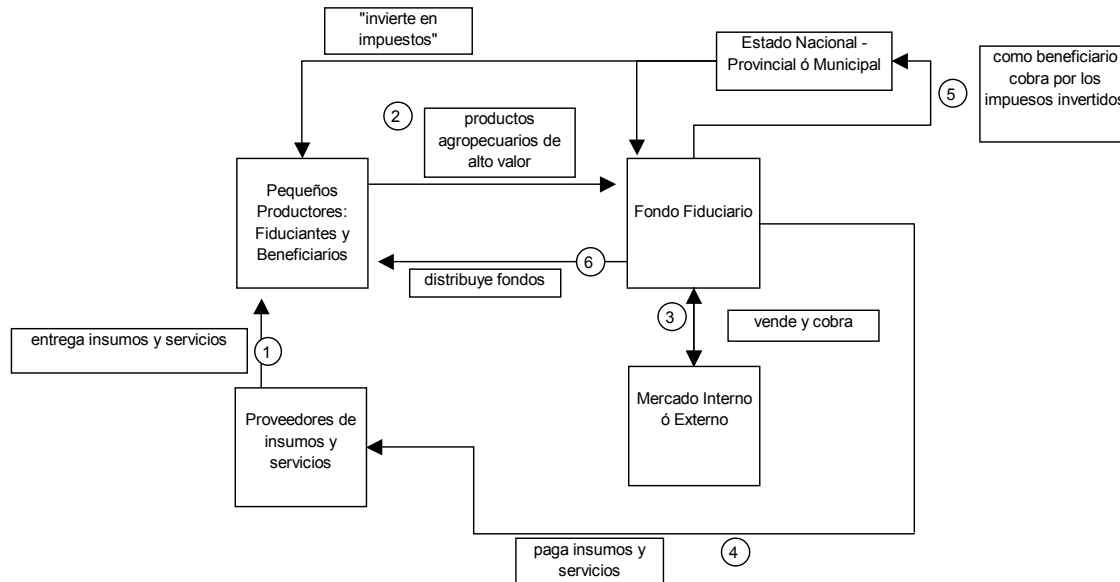 "invierte en
impuestos"
Estado Nacional -
Provincial ó Municipal
como beneficiario
cobra por los
impuesos invertidos
5
2
productos
agropecuarios de
alto valor
Pequeños
Productores:
Fiduciantes y
Beneficiarios
Fondo Fiduciario
6
distribuye fondos
3
vende y cobra
entrega insumos y servicios
1
Mercado Interno
ó Externo
Proveedores de
insumos y
servicios
paga insumos y
servicios
4